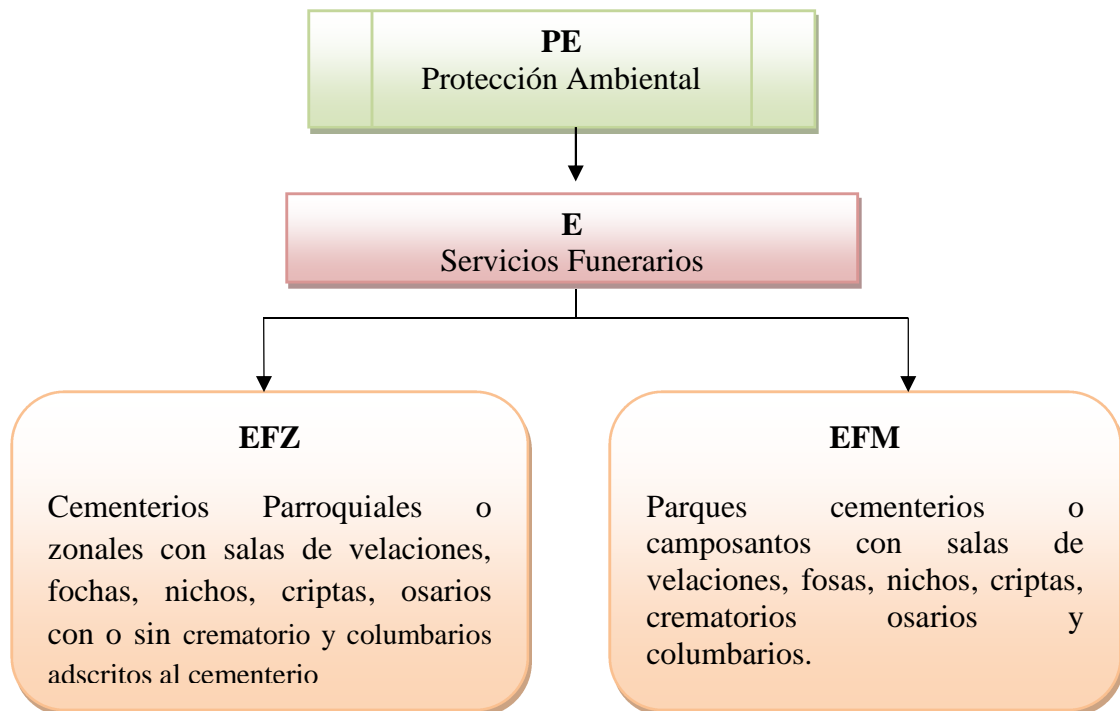 PE
Protección Ambiental
E
Servicios Funerarios
EFZ
Cementerios Parroquiales o
zonales con salas de velaciones,
fochas, nichos, criptas, osarios
con o sin crematorio y columbarios
adscritos al cementerio
EFM
Parques cementerios o
camposantos con salas de
velaciones, fosas, nichos, criptas,
crematorios osarios y
columbarios.